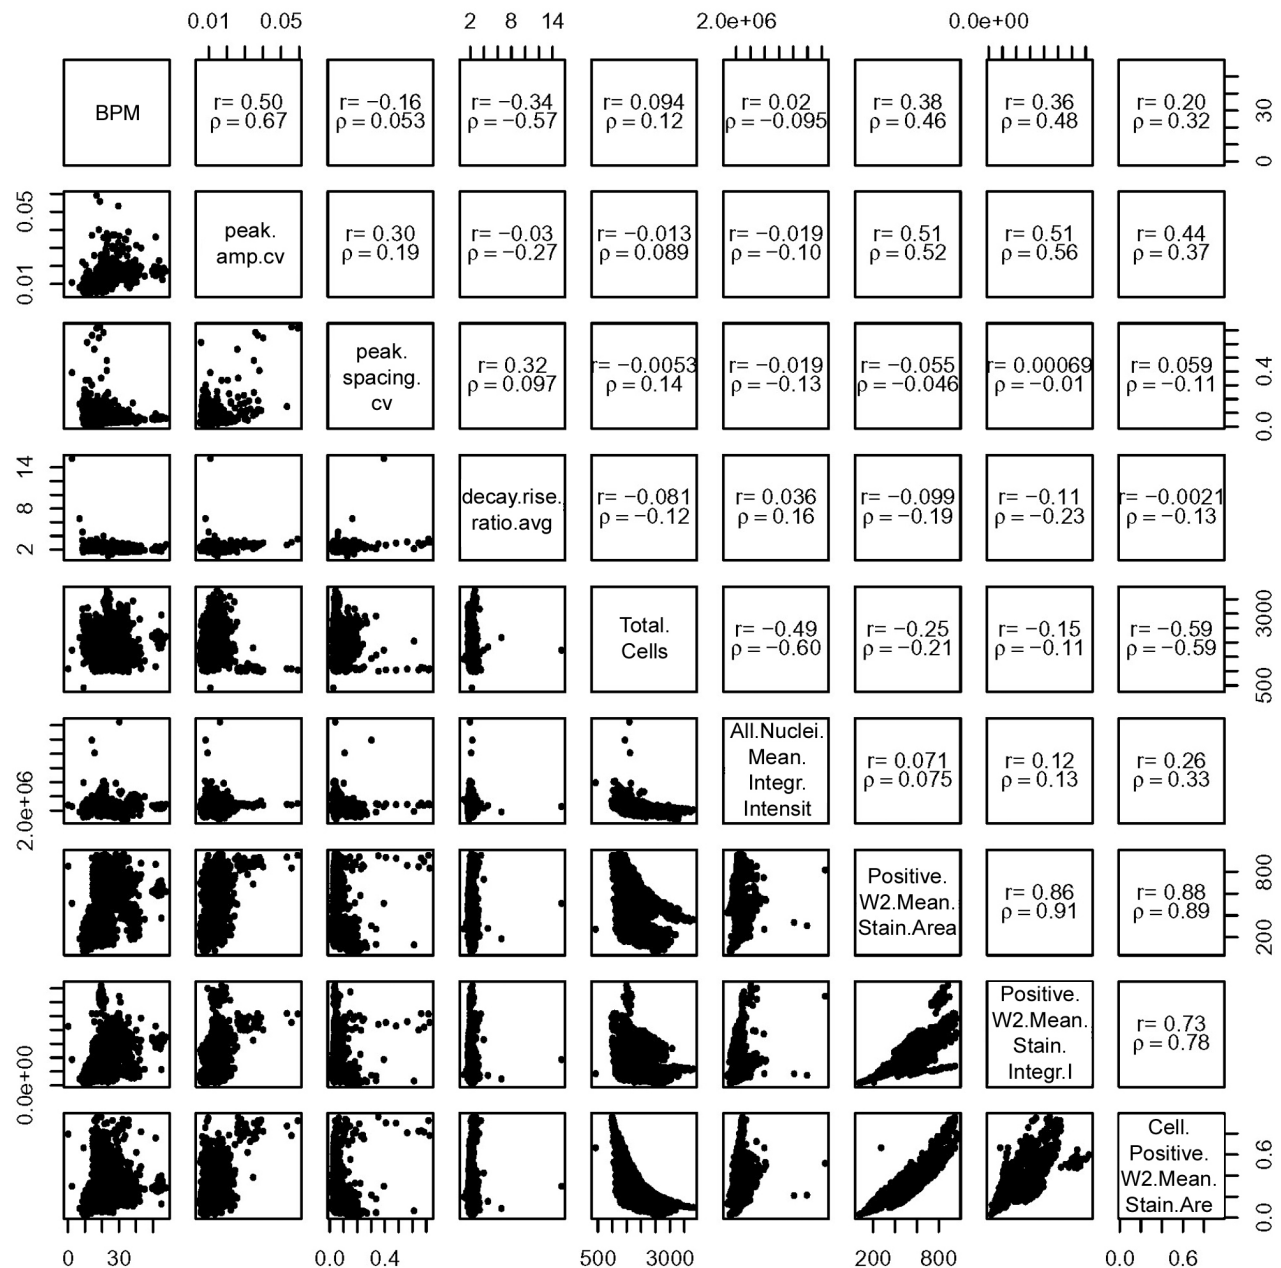 0.01 0.05 2 8 14 2.0e+06 0.0e+00
BPM
r= 0.50
ρ = 0.67
r= −0.16
ρ = 0.053
r= −0.34
ρ = −0.57
r= 0.094
ρ = 0.12
r= 0.02
ρ = −0.095
r= 0.38
ρ = 0.46
r= 0.36
ρ = 0.48
r= 0.20
ρ = 0.32
0 30
0.01 0.05
peak.
amp.cv
r= 0.30
ρ = 0.19
r= −0.03
ρ = −0.27
r= −0.013
ρ = 0.089
r= −0.019
ρ = −0.10
r= 0.51
ρ = 0.52
r= 0.51
ρ = 0.56
r= 0.44
ρ = 0.37
peak.
spacing.
cv
r= 0.32
ρ = 0.097
r= −0.0053
ρ = 0.14
r= −0.019
ρ = −0.13
r= −0.055
ρ = −0.046
r= 0.00069
ρ = −0.01
r= 0.059
ρ = −0.11
0.0 0.4
2 8 14
decay.rise.
ratio.avg
r= −0.081
ρ = −0.12
r= 0.036
ρ = 0.16
r= −0.099
ρ = −0.19
r= −0.11
ρ = −0.23
r= −0.0021
ρ = −0.13
Total.
Cells
r= −0.49
ρ = −0.60
r= −0.25
ρ = −0.21
r= −0.15
ρ = −0.11
r= −0.59
ρ = −0.59
500 3000
2.0e+06
All.Nuclei.
Mean.
Integr.
Intensit
r= 0.071
ρ = 0.075
r= 0.12
ρ = 0.13
r= 0.26
ρ = 0.33
Positive.
W2.Mean.
Stain.Area
r= 0.86
ρ = 0.91
r= 0.88
ρ = 0.89
200 800
0.0e+00
Positive.
W2.Mean.
Stain.
Integr.I
r= 0.73
ρ = 0.78
Cell.
Positive.
W2.Mean.
Stain.Are
0.0 0.6
0 30 0.0 0.4 500 3000 200 800 0.0 0.6